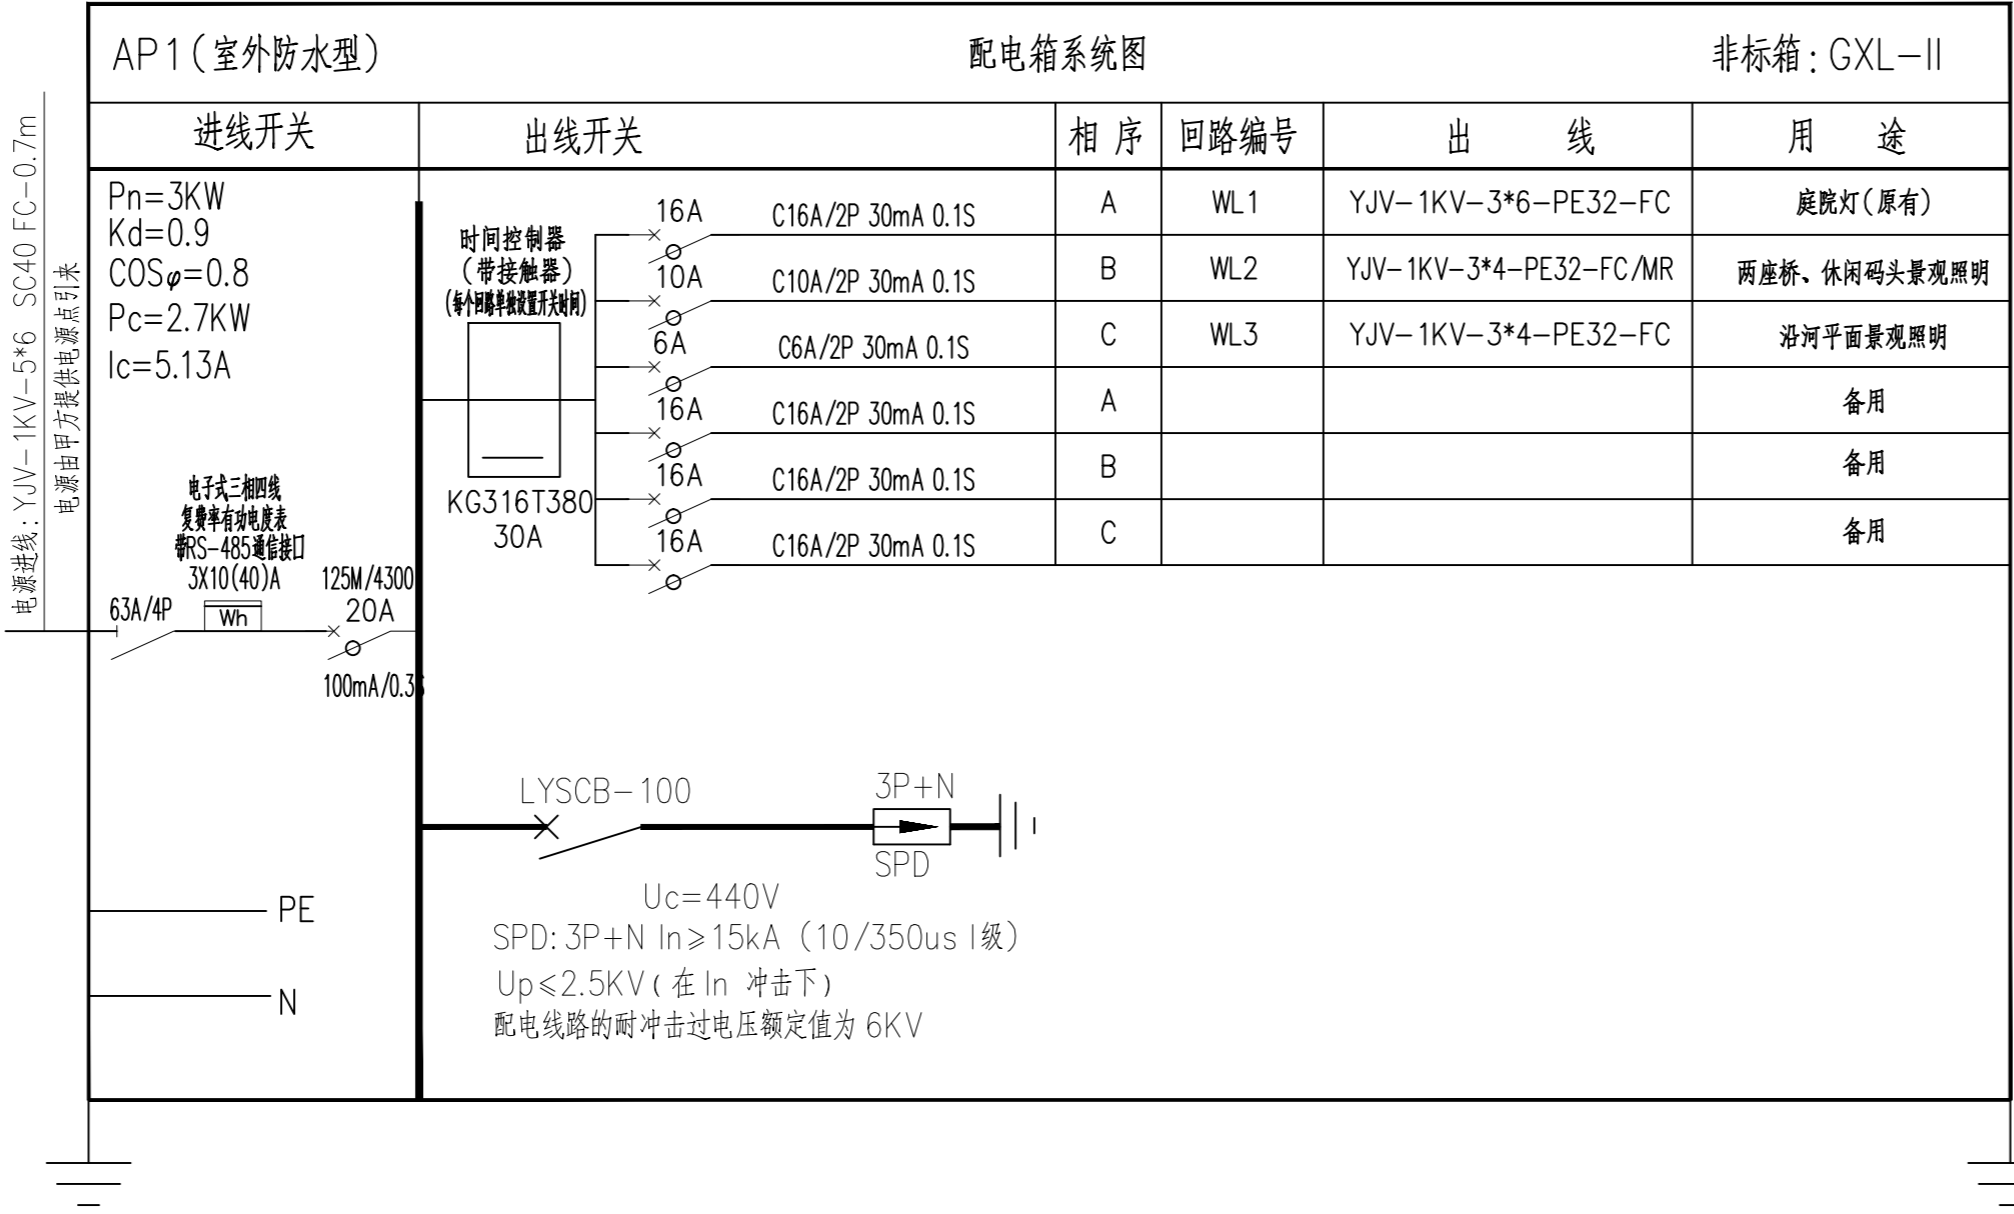 AP1(室外防水型) 配电箱系统图 非标箱: GXL-II
进线开关 出线开关 相序 回路编号 出 线 用 途
电源进线: YJV-1KV-5*6 SC40 FC-0.7m
电源由甲方提供电源点引来
Pn=3KW
Kd=0.9
COSφ=0.8
Pc=2.7KW
Ic=5.13A
电子式三相四线
复费率有功电度表
带RS-485通信接口
3X10(40)A
63A/4P
Wh
125M/4300
20A
100mA/0.3S
PE
N
时间控制器
(带接触器)
(每个回路单独设置开关时间)
KG316T380
30A
16A C16A/2P 30mA 0.1S A WL1 YJV-1KV-3*6-PE32-FC 庭院灯(原有)
10A C10A/2P 30mA 0.1S B WL2 YJV-1KV-3*4-PE32-FC/MR 两座桥、休闲码头景观照明
6A C6A/2P 30mA 0.1S C WL3 YJV-1KV-3*4-PE32-FC 沿河平面景观照明
16A C16A/2P 30mA 0.1S A 备用
16A C16A/2P 30mA 0.1S B 备用
16A C16A/2P 30mA 0.1S C 备用
LYSCB-100
3P+N
SPD
Uc=440V
SPD: 3P+N In≥15kA (10/350us I级)
Up≤2.5KV(在In 冲击下)
配电线路的耐冲击过电压额定值为 6KV